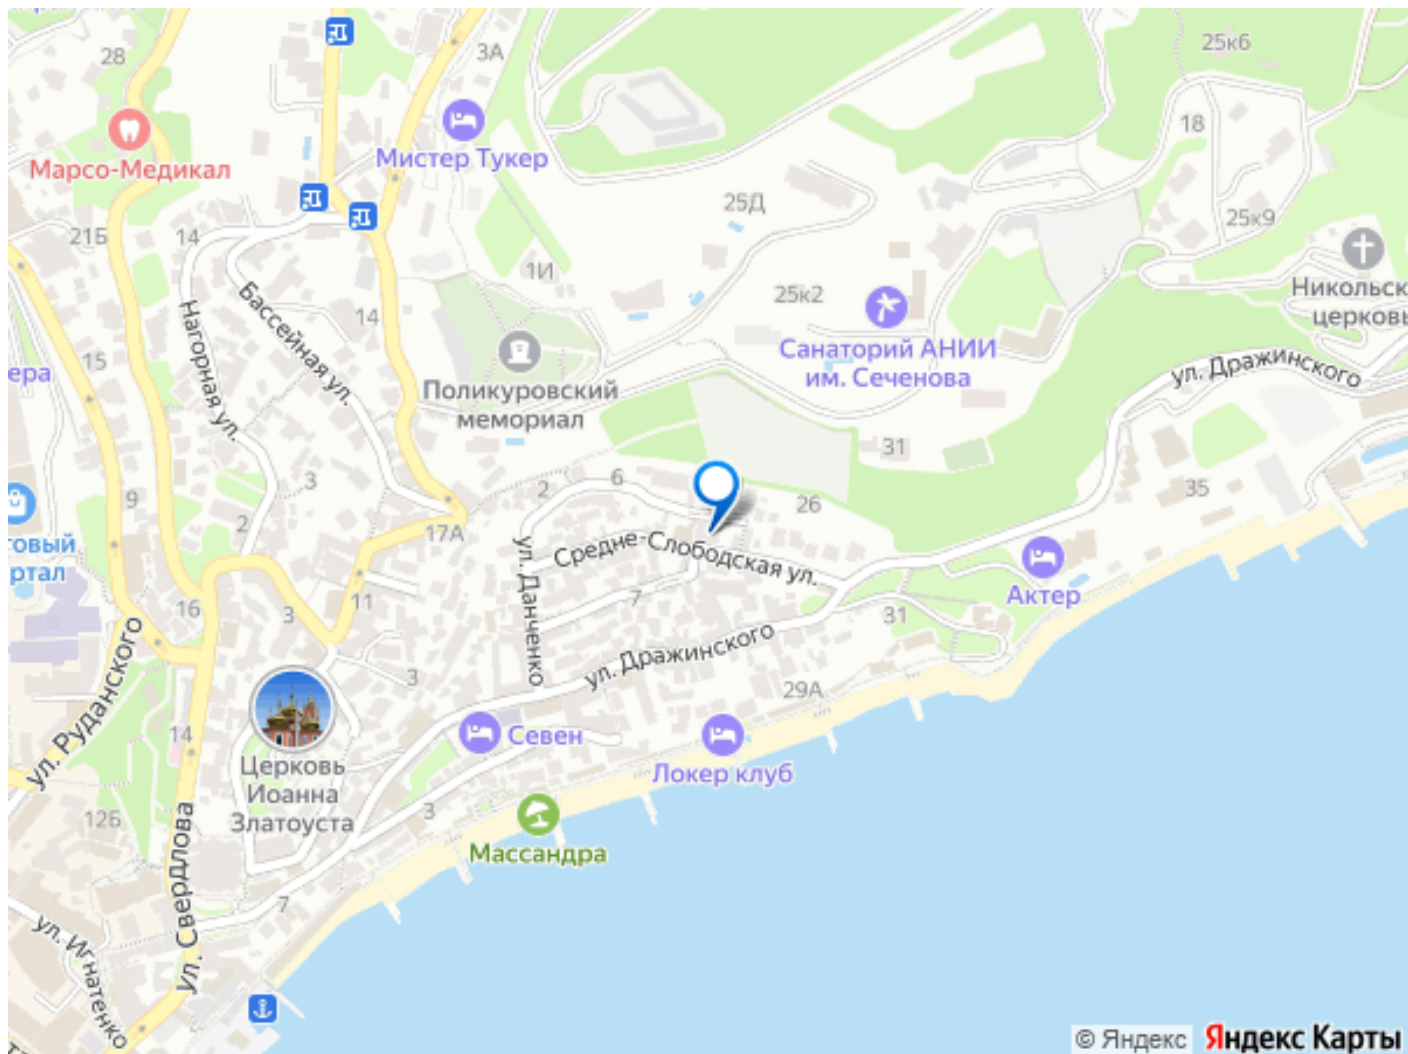 28
3А
25к6
Марсо-Медикал
Мистер Тукер
18
25Д
21Б
14
25к9
1И
Никольск
церковь
25к2
14
Нагорная ул.
Бассейная ул.
15
ера
Санаторий АНИИ
им. Сеченова
Поликуровский
мемориал
ул. Дражинского
31
3
2
6
9
26
35
2
17А
говый
ртал
ул. Данченко
Средне-Слободская ул.
Актер
16
3
11
7
31
ул. Руданского
ул. Дражинского
3
29А
14
Севен
Церковь
Иоанна
Златоуста
Локер клуб
12Б
3
Массандра
ул. Свердлова
7
ул. Игнатенко
© Яндекс Яндекс Карты